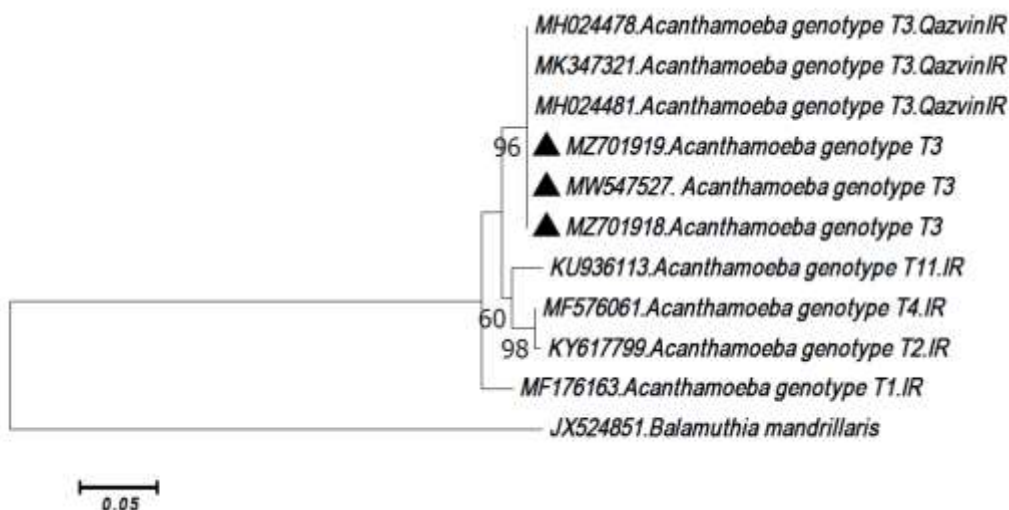 MH024478.Acanthamoeba genotype T3.QazvinIR
MK347321.Acanthamoeba genotype T3.QazvinIR
MH024481.Acanthamoeba genotype T3.QazvinIR
96 MZ701919.Acanthamoeba genotype T3
MW547527. Acanthamoeba genotype T3
MZ701918.Acanthamoeba genotype T3
KU936113.Acanthamoeba genotype T11.IR
MF576061.Acanthamoeba genotype T4.IR
60
98 KY617799.Acanthamoeba genotype T2.IR
MF176163.Acanthamoeba genotype T1.IR
JX524851.Balamuthia mandrillaris
0.05